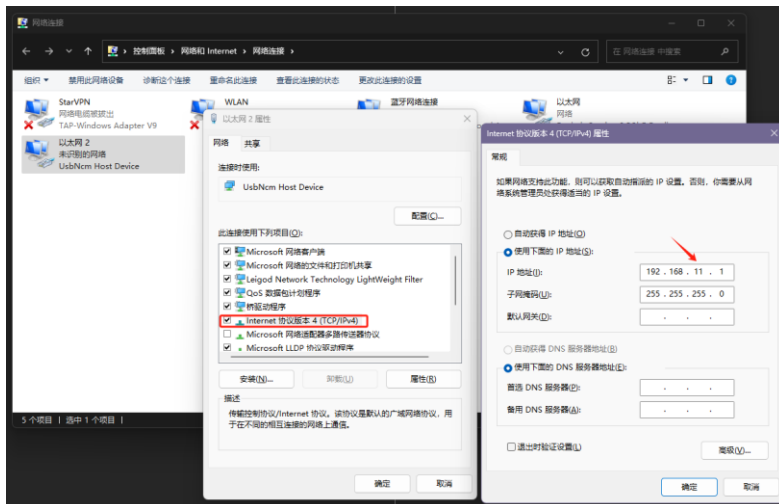 网络连接
控制面板 › 网络和 Internet › 网络连接 ›
在 网络连接 中搜索
组织 禁用此网络设备 诊断这个连接 重命名此连接 查看此连接的状态 更改此连接的设置
StarVPN
网络电缆被拔出
TAP-Windows Adapter V9
WLAN
蓝牙网络连接
以太网
网络
以太网 2
未识别的网络
UsbNcm Host Device
5 个项目 | 选中 1 个项目 |
以太网 2 属性
网络 共享
连接时使用:
UsbNcm Host Device
配置(C)...
此连接使用下列项目(O):
Microsoft 网络客户端
Microsoft 网络的文件和打印机共享
Leigod Network Technology LightWeight Filter
QoS 数据包计划程序
桥驱动程序
Internet 协议版本 4 (TCP/IPv4)
Microsoft 网络适配器多路传送器协议
Microsoft LLDP 协议驱动程序
安装(N)... 卸载(U) 属性(R)
描述
传输控制协议/Internet 协议。该协议是默认的广域网络协议，用
于在不同的相互连接的网络上通信。
确定 取消
Internet 协议版本 4 (TCP/IPv4) 属性
常规
如果网络支持此功能，则可以获取自动指派的 IP 设置。否则，你需要从网
络系统管理员处获得适当的 IP 设置。
自动获得 IP 地址(O)
使用下面的 IP 地址(S):
IP 地址(I): 192 . 168 . 11 . 1
子网掩码(U): 255 . 255 . 255 . 0
默认网关(D): . . .
自动获得 DNS 服务器地址(B)
使用下面的 DNS 服务器地址(E):
首选 DNS 服务器(P): . . .
备用 DNS 服务器(A): . . .
退出时验证设置(L)
高级(V)...
确定 取消